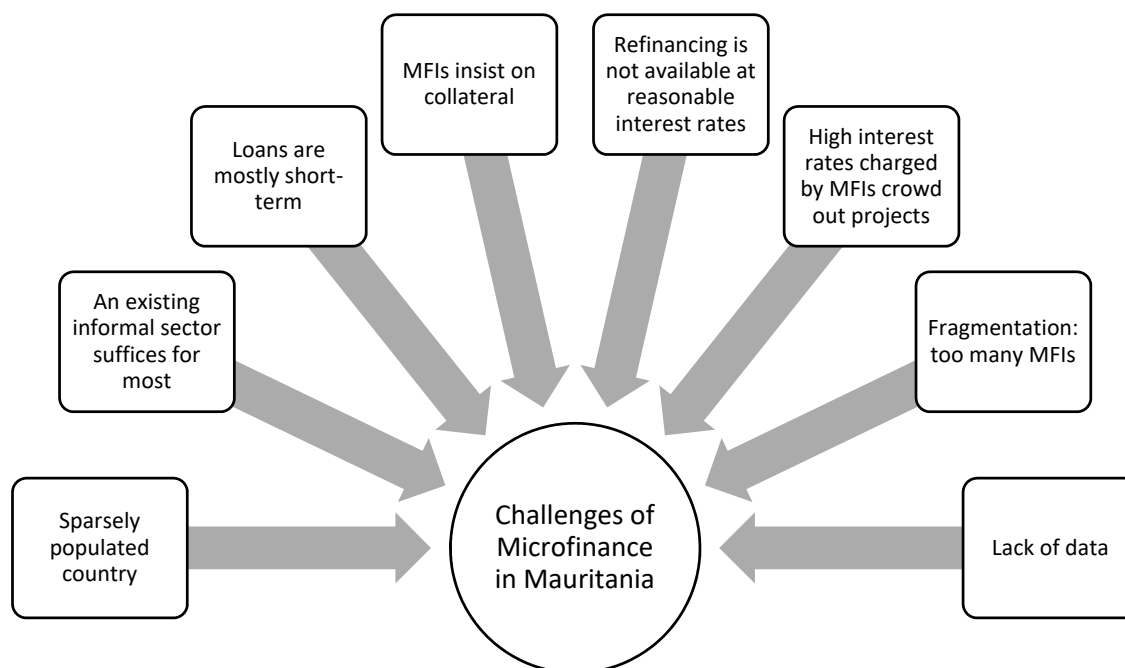 Sparsely
populated
country
An existing
informal sector
suffices for
most
Loans are
mostly short-
term
MFIs insist on
collateral
Refinancing is
not available at
reasonable
interest rates
High interest
rates charged
by MFIs crowd
out projects
Fragmentation:
too many MFIs
Lack of data
Challenges of
Microfinance
in Mauritania